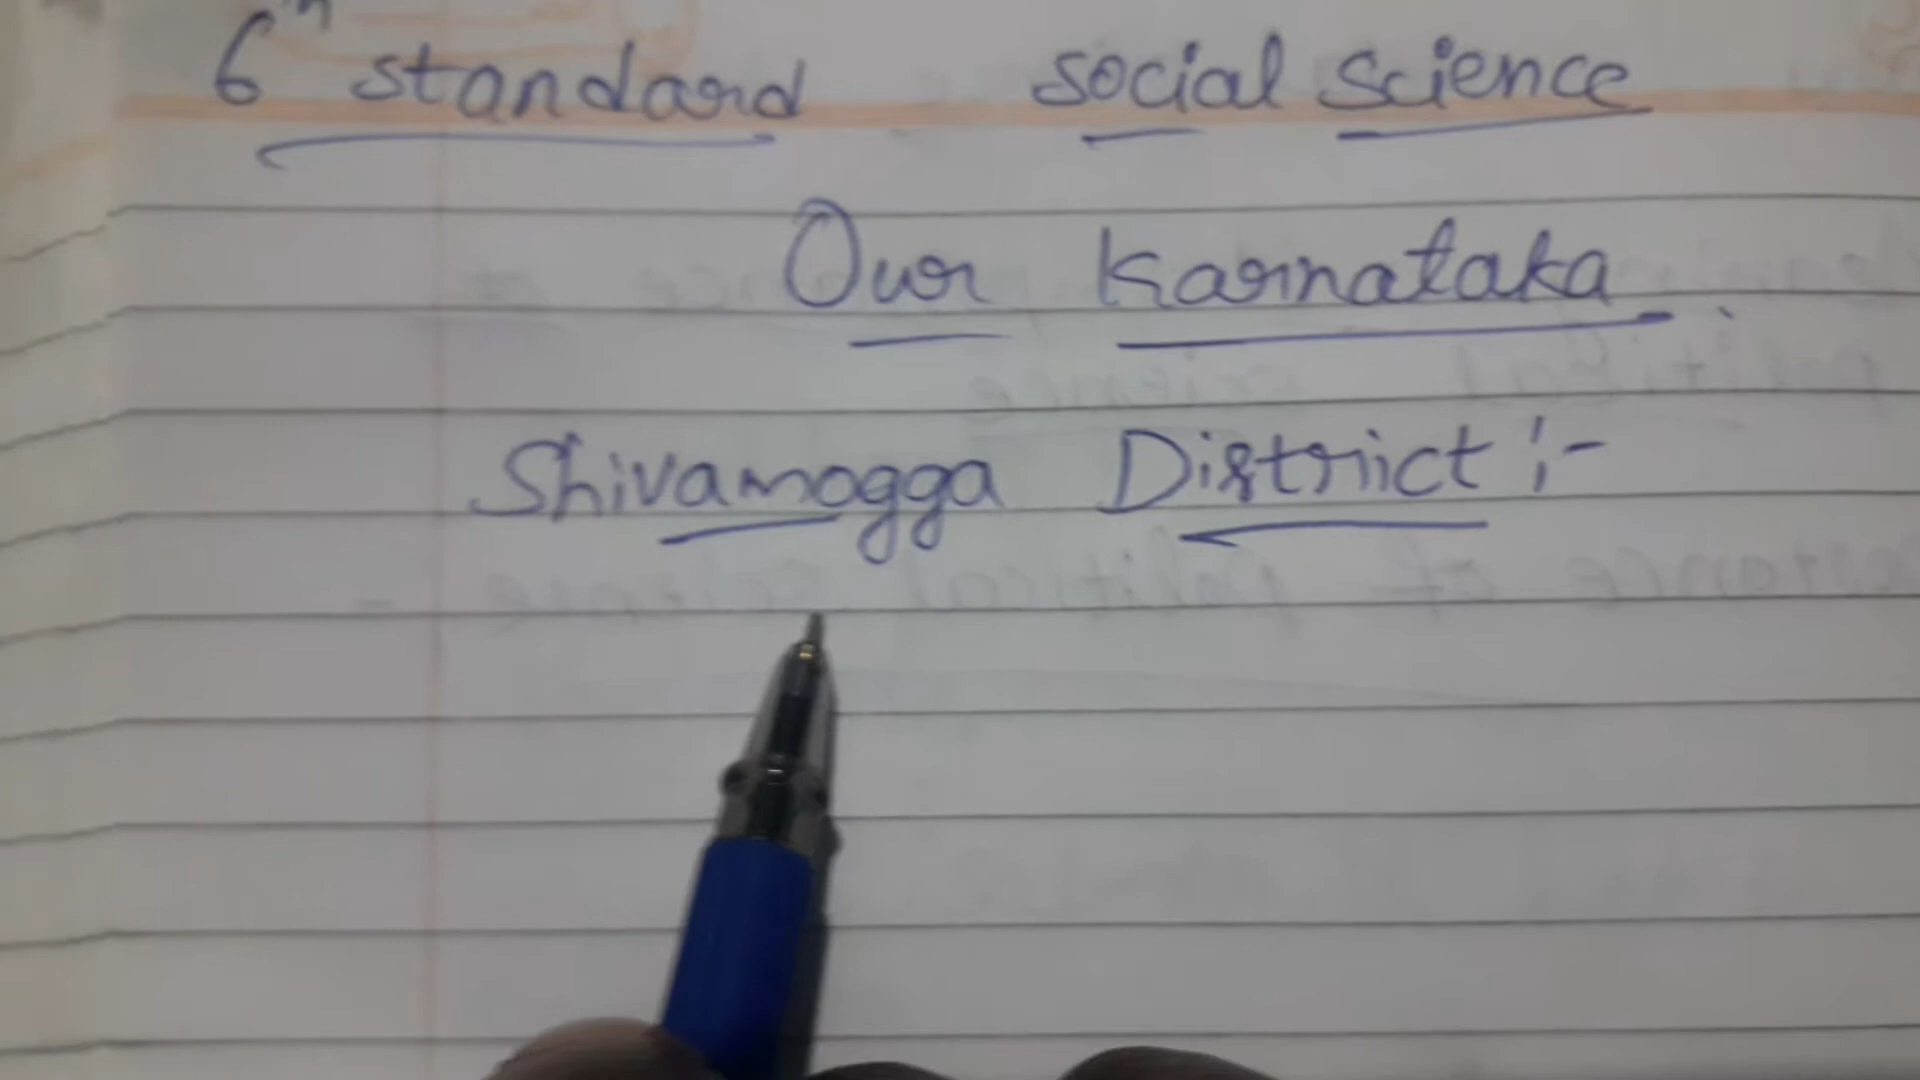 6th standard social science
Our Karnataka
Shivamogga District :-